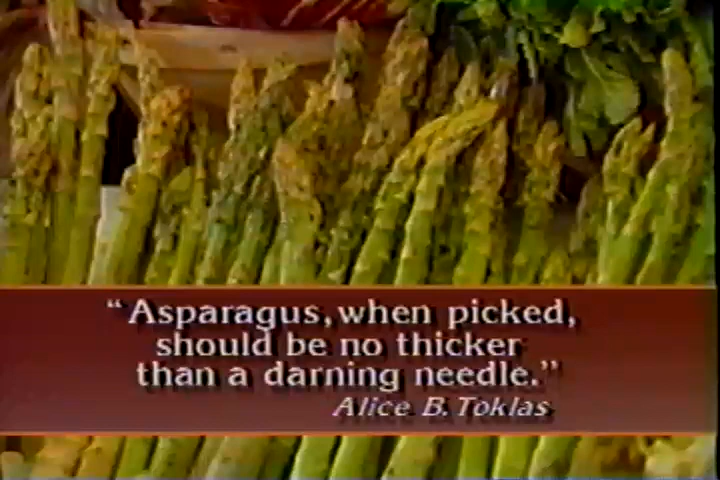 “Asparagus, when picked,
should be no thicker
than a darning needle.”
Alice B. Toklas